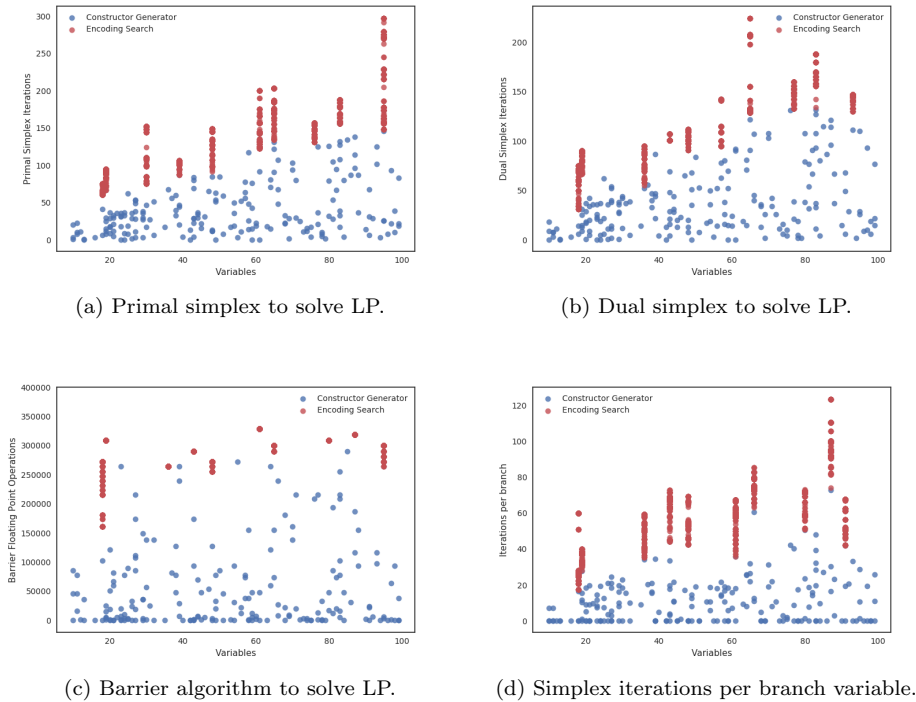 300
250
200
150
100
50
0
Primal Simplex Iterations
Constructor Generator
Encoding Search
20 40 60 80 100
Variables
(a) Primal simplex to solve LP.
200
150
100
50
0
Dual Simplex Iterations
Constructor Generator
Encoding Search
20 40 60 80 100
Variables
(b) Dual simplex to solve LP.
400000
350000
300000
250000
200000
150000
100000
50000
0
Barrier Floating Point Operations
Constructor Generator
Encoding Search
20 40 60 80 100
Variables
(c) Barrier algorithm to solve LP.
120
100
80
60
40
20
0
Iterations per branch
Constructor Generator
Encoding Search
20 40 60 80 100
Variables
(d) Simplex iterations per branch variable.